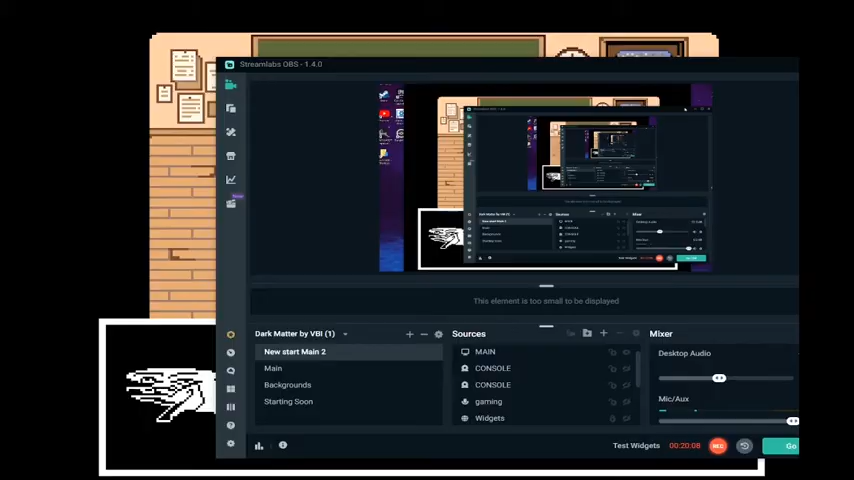 Streamlabs OBS - 1.4.0
This element is too small to be displayed
Dark Matter by VBI (1)
Sources
Mixer
New start Main 2
MAIN
Desktop Audio
Main
CONSOLE
Backgrounds
CONSOLE
Starting Soon
gaming
Mic/Aux
Widgets
Test Widgets
00:20:08
REC
Go